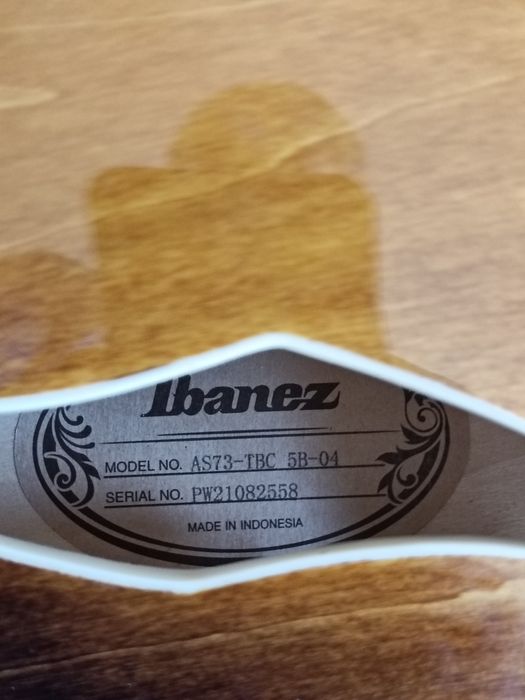 Ibanez
MODEL NO. AS73-TBC 5B-04
SERIAL NO. PW21082558
MADE IN INDONESIA